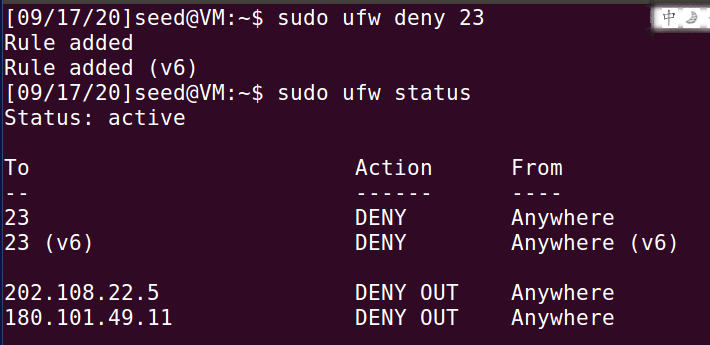 [09/17/20]seed@VM:~$ sudo ufw deny 23
中
Rule added
Rule added (v6)
[09/17/20]seed@VM:~$ sudo ufw status
Status: active
To Action From
-- ------ ----
23 DENY Anywhere
23 (v6) DENY Anywhere (v6)
202.108.22.5 DENY OUT Anywhere
180.101.49.11 DENY OUT Anywhere